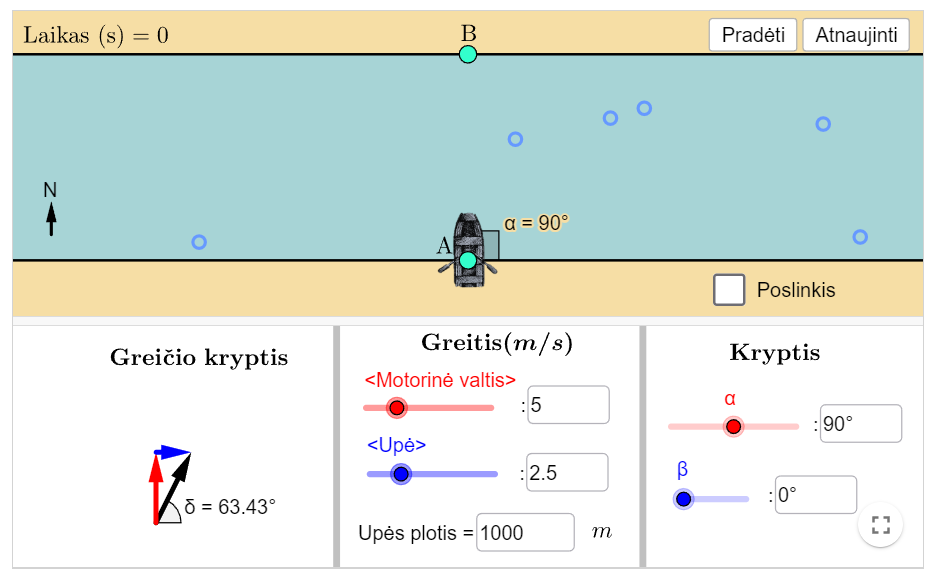 Laikas (s) = 0
B
Pradėti
Atnaujinti
N
α = 90°
A
Poslinkis
Greičio kryptis
δ = 63.43°
Greitis(m/s)
<Motorinė valtis>
:5
<Upė>
:2.5
Upės plotis = 1000 m
Kryptis
α
:90°
β
:0°